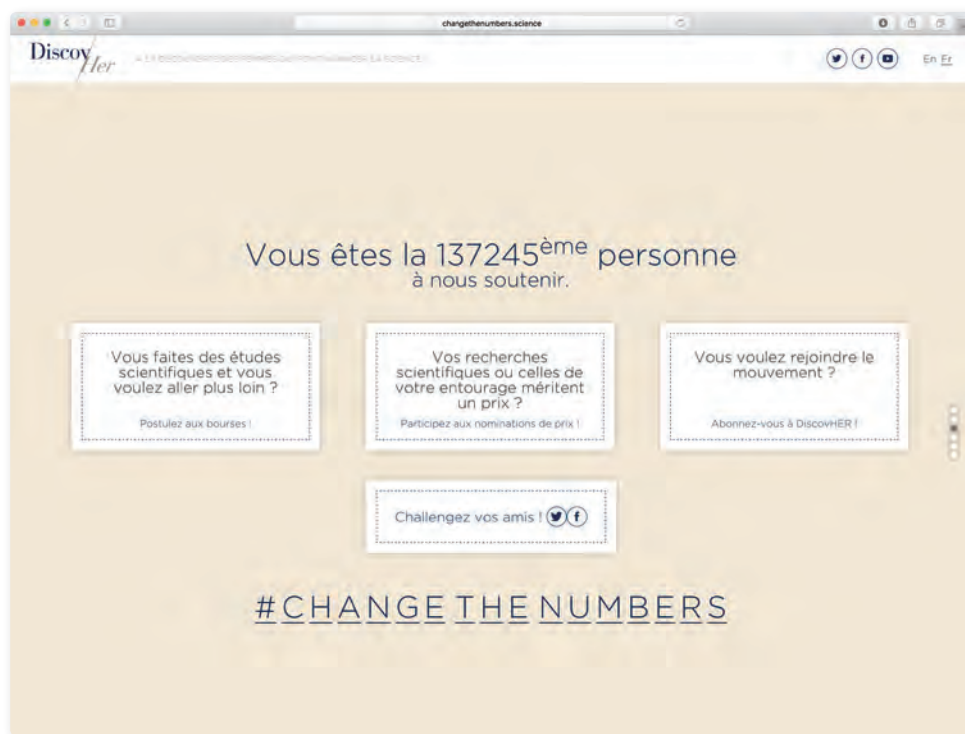 changethenumbers.science
DiscovHer
En Fr
Vous êtes la 137245ème personne
à nous soutenir.
Vous faites des études
scientifiques et vous
voulez aller plus loin ?
Postulez aux bourses !
Vos recherches
scientifiques ou celles de
votre entourage méritent
un prix ?
Participez aux nominations de prix !
Vous voulez rejoindre le
mouvement ?
Abonnez-vous à DiscovHER !
Challengez vos amis !
#CHANGE THE NUMBERS